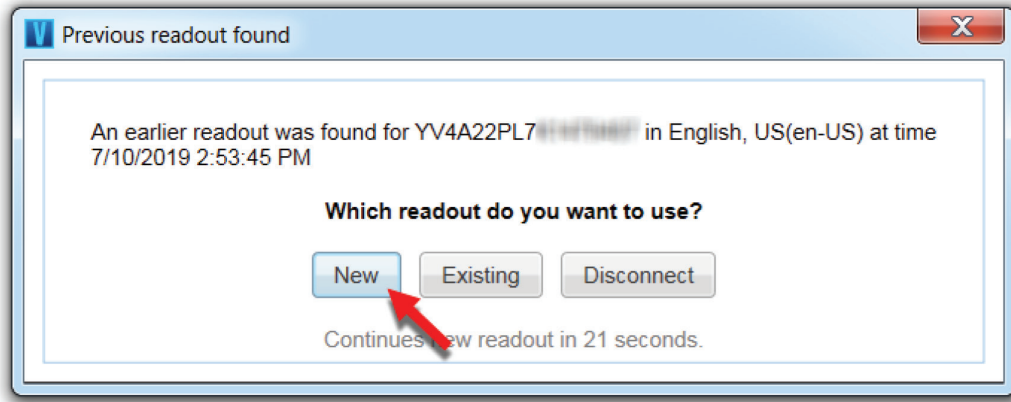 Previous readout found
An earlier readout was found for YV4A22PL7 in English, US(en-US) at time
7/10/2019 2:53:45 PM
Which readout do you want to use?
New Existing Disconnect
Continues new readout in 21 seconds.